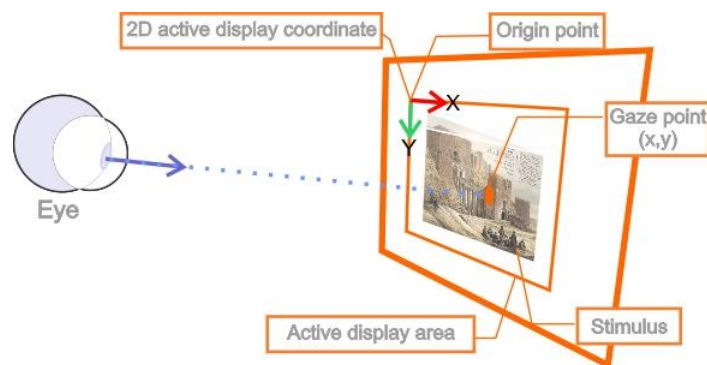 2D active display coordinate
Origin point
X
Gaze point
(x,y)
Y
Eye
Active display area
Stimulus